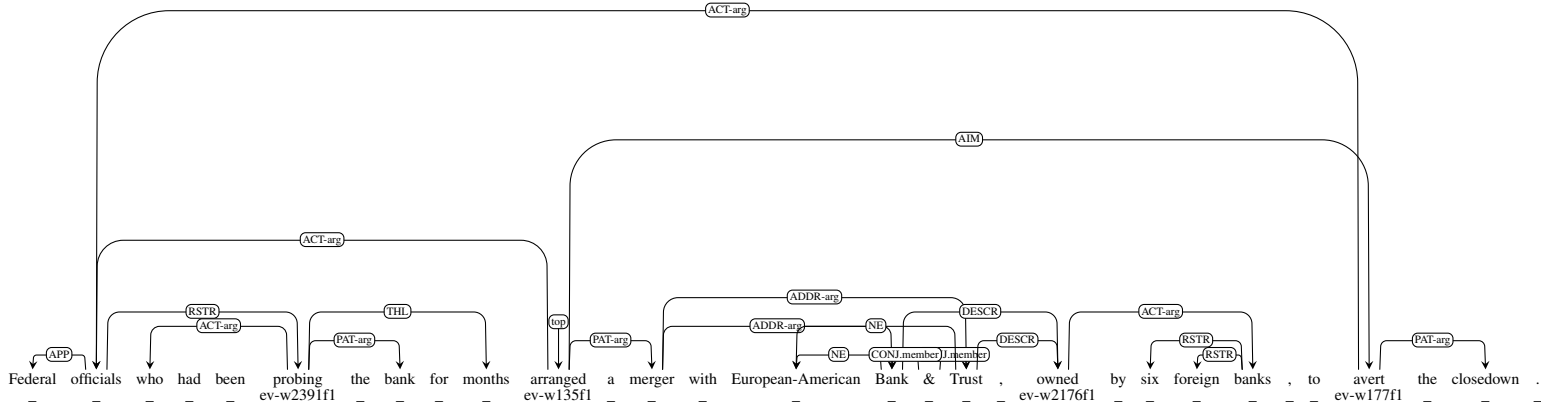 ACT-arg
AIM
ACT-arg
ADDR-arg
RSTR THL DESCR ACT-arg
top
ACT-arg ADDR-arg NE
PAT-arg PAT-arg DESCR RSTR PAT-arg
APP NE CONJ.member J.member RSTR
Federal officials who had been probing the bank for months arranged a merger with European-American Bank & Trust , owned by six foreign banks , to avert the closedown .
_ _ _ _ _ ev-w2391f1 _ _ _ _ ev-w135f1 _ _ _ _ _ _ _ _ ev-w2176f1 _ _ _ _ _ _ ev-w177f1 _ _ _